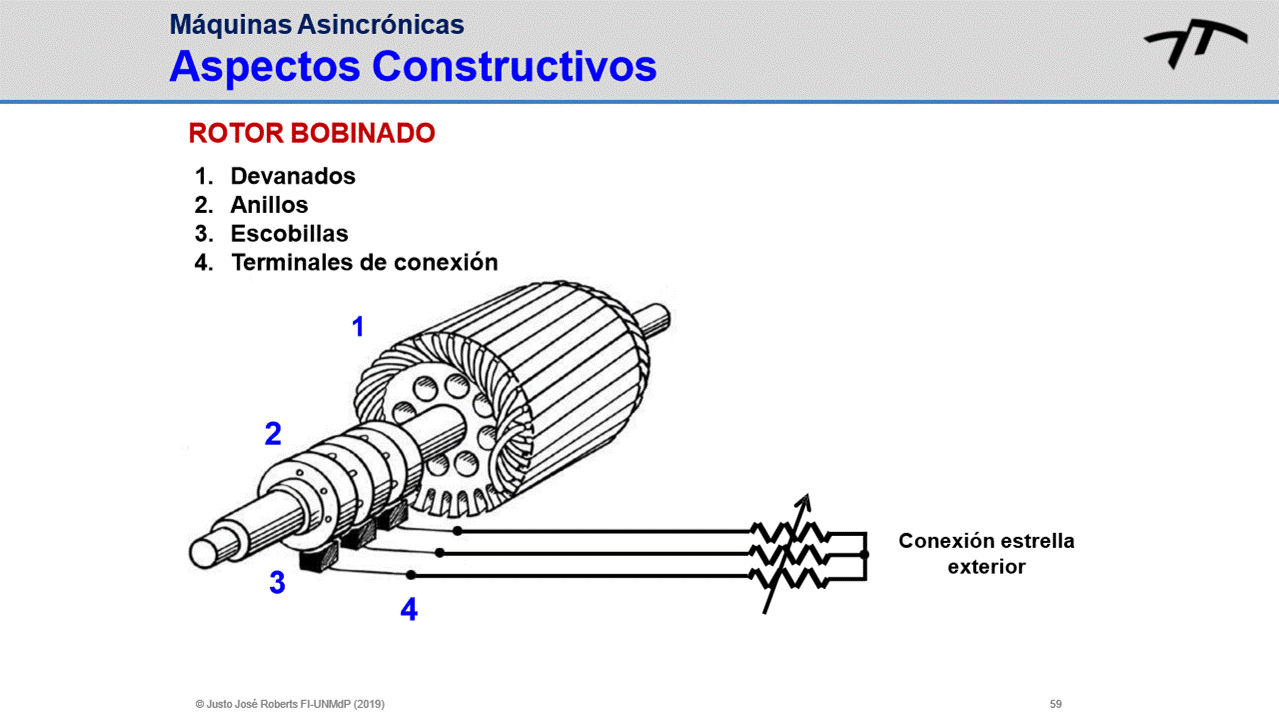 Máquinas Asincrónicas
Aspectos Constructivos
ROTOR BOBINADO
1. Devanados
2. Anillos
3. Escobillas
4. Terminales de conexión
1
2
3
4
Conexión estrella
exterior
© Justo José Roberts FI-UNMdP (2019)
59